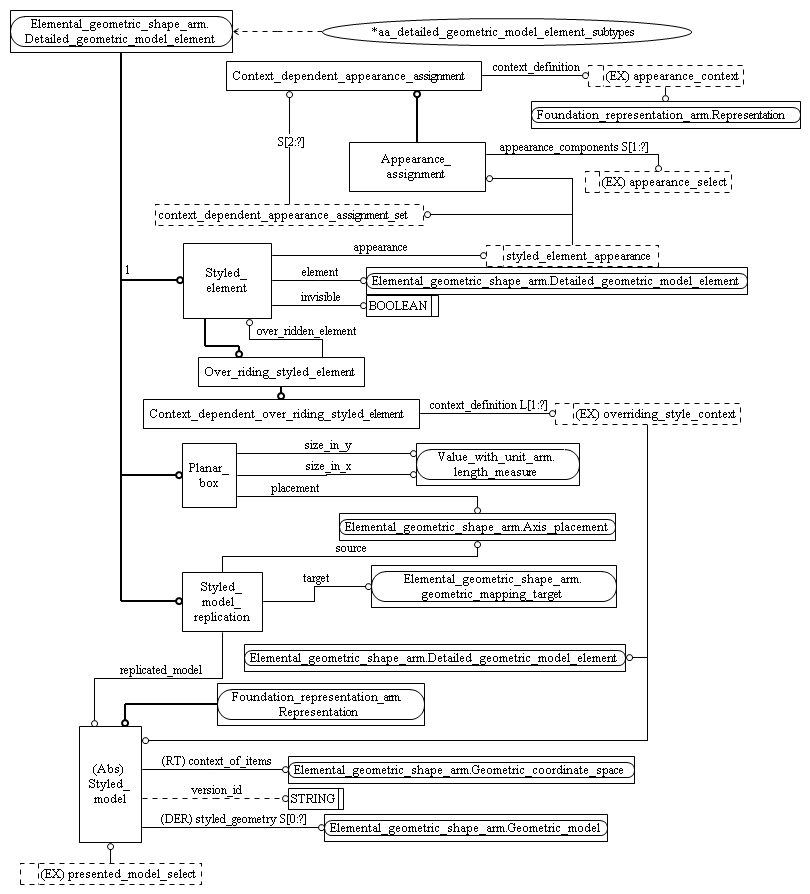 Elemental_geometric_shape_arm.
Detailed_geometric_model_element
*aa_detailed_geometric_model_element_subtypes
Context_dependent_appearance_assignment
context_definition
(EX) appearance_context
Foundation_representation_arm.Representation
S[2:?]
Appearance_
assignment
appearance_components S[1:?]
(EX) appearance_select
context_dependent_appearance_assignment_set
1
Styled_
element
appearance
styled_element_appearance
element
Elemental_geometric_shape_arm.Detailed_geometric_model_element
invisible
BOOLEAN
over_ridden_element
Over_riding_styled_element
Context_dependent_over_riding_styled_element
context_definition L[1:?]
(EX) overriding_style_context
Planar_
box
size_in_y
size_in_x
Value_with_unit_arm.
length_measure
placement
Elemental_geometric_shape_arm.Axis_placement
source
Styled_
model_
replication
target
Elemental_geometric_shape_arm.
geometric_mapping_target
Elemental_geometric_shape_arm.Detailed_geometric_model_element
replicated_model
Foundation_representation_arm.
Representation
(Abs)
Styled_
model
(RT) context_of_items
Elemental_geometric_shape_arm.Geometric_coordinate_space
version_id
STRING
(DER) styled_geometry S[0:?]
Elemental_geometric_shape_arm.Geometric_model
(EX) presented_model_select